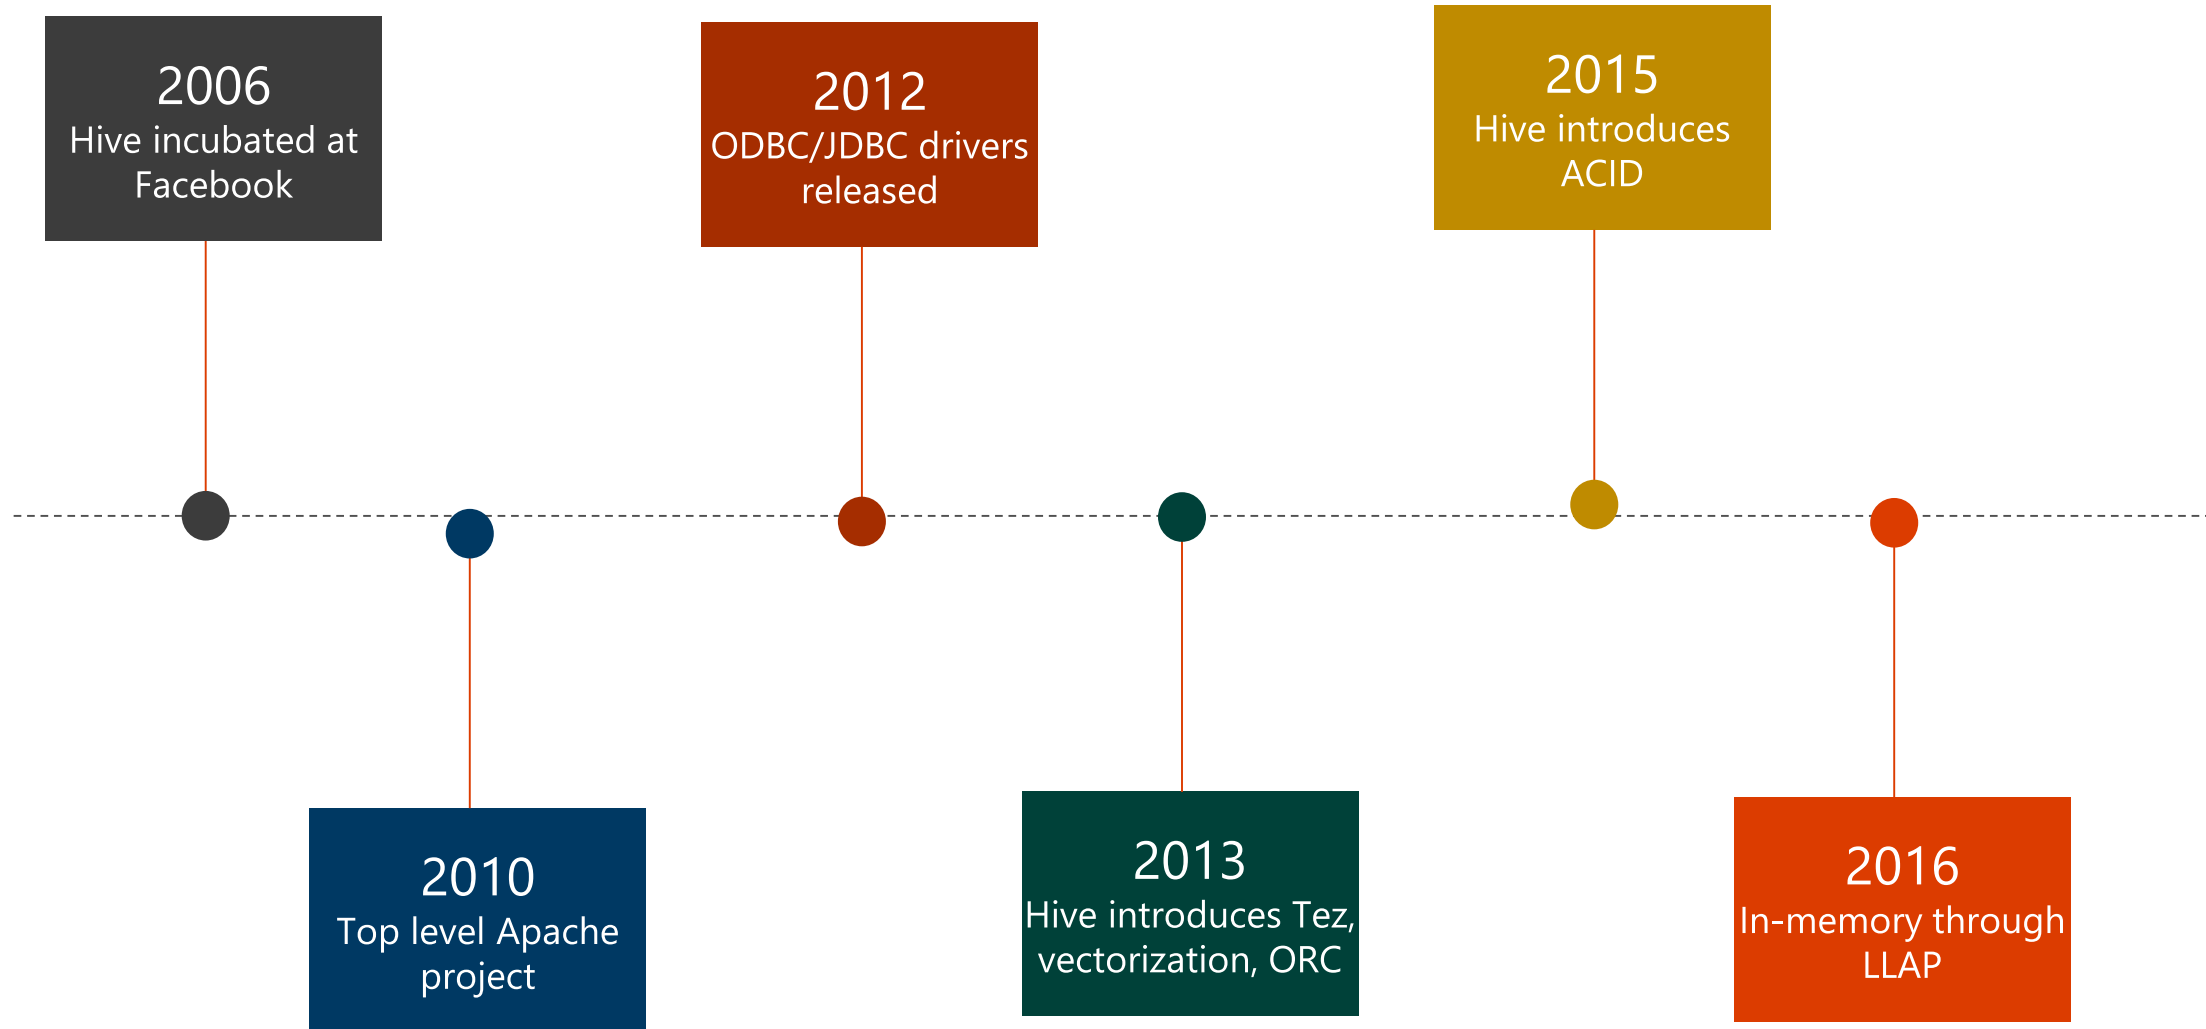 2006
Hive incubated at
Facebook
2010
Top level Apache
project
2012
ODBC/JDBC drivers
released
2013
Hive introduces Tez,
vectorization, ORC
2015
Hive introduces
ACID
2016
In-memory through
LLAP